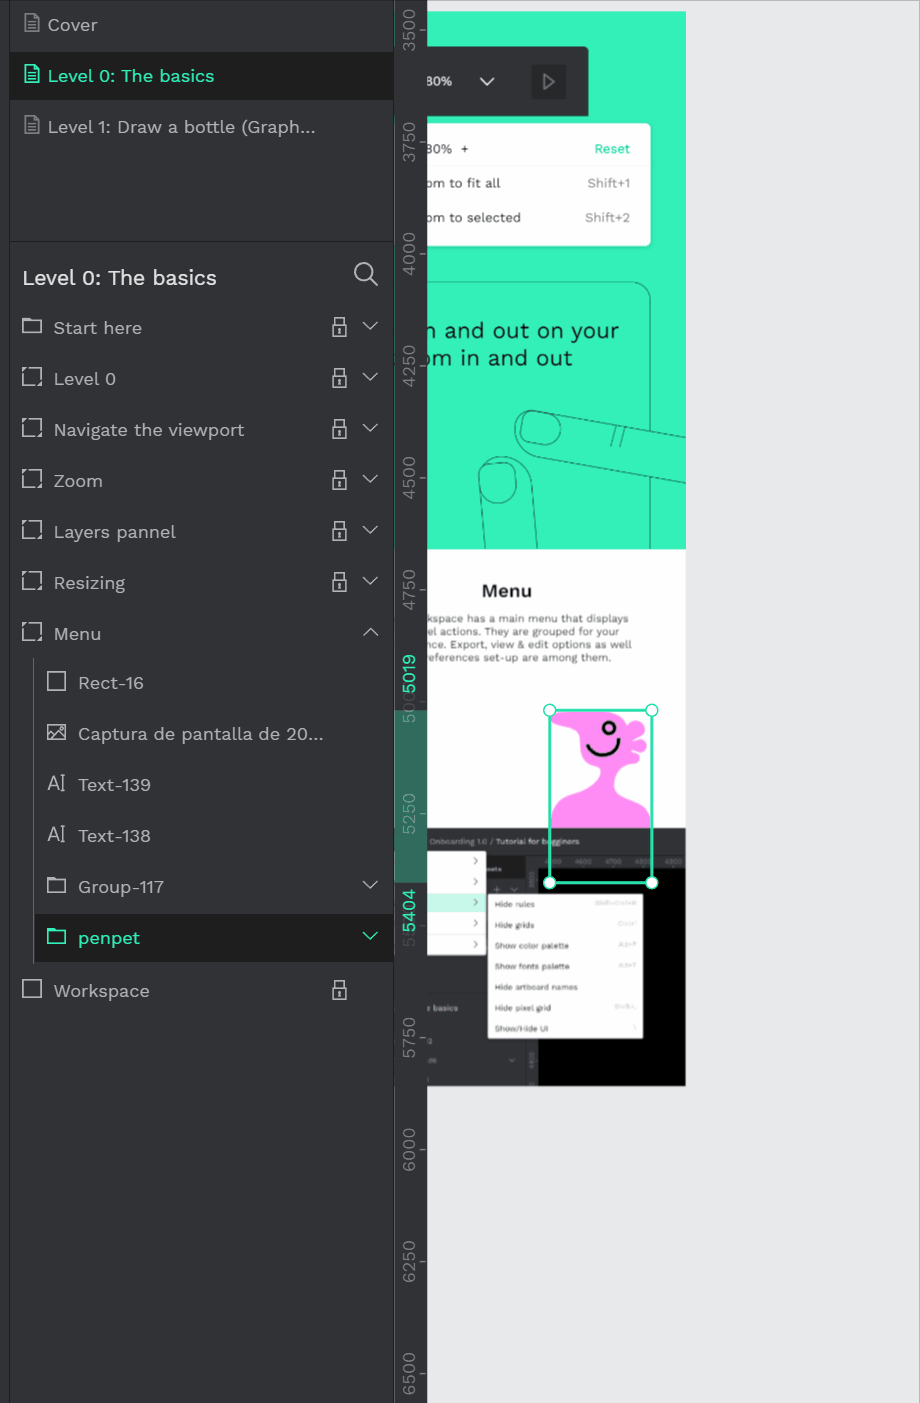 Cover
Level 0: The basics
Level 1: Draw a bottle (Graph...
Level 0: The basics
Start here
Level 0
Navigate the viewport
Zoom
Layers pannel
Resizing
Menu
Rect-16
Captura de pantalla de 20...
Text-139
Text-138
Group-117
penpet
Workspace
3500
3750
4000
4250
4500
4750
5019
5250
5404
5750
6000
6250
6500
80%
80% +
Reset
om to fit all
Shift+1
om to selected
Shift+2
n and out on your
om in and out
Menu
kspace has a main menu that displays
el actions. They are grouped for your
nce. Export, view & edit options as well
references set-up are among them.
Onboarding 1.0 / Tutorial for begginers
4600
4700
4900
Hide rules
Hide grids
Show color palette
Show fonts palette
Hide artboard names
Hide pixel grid
Show/Hide UI
e basics